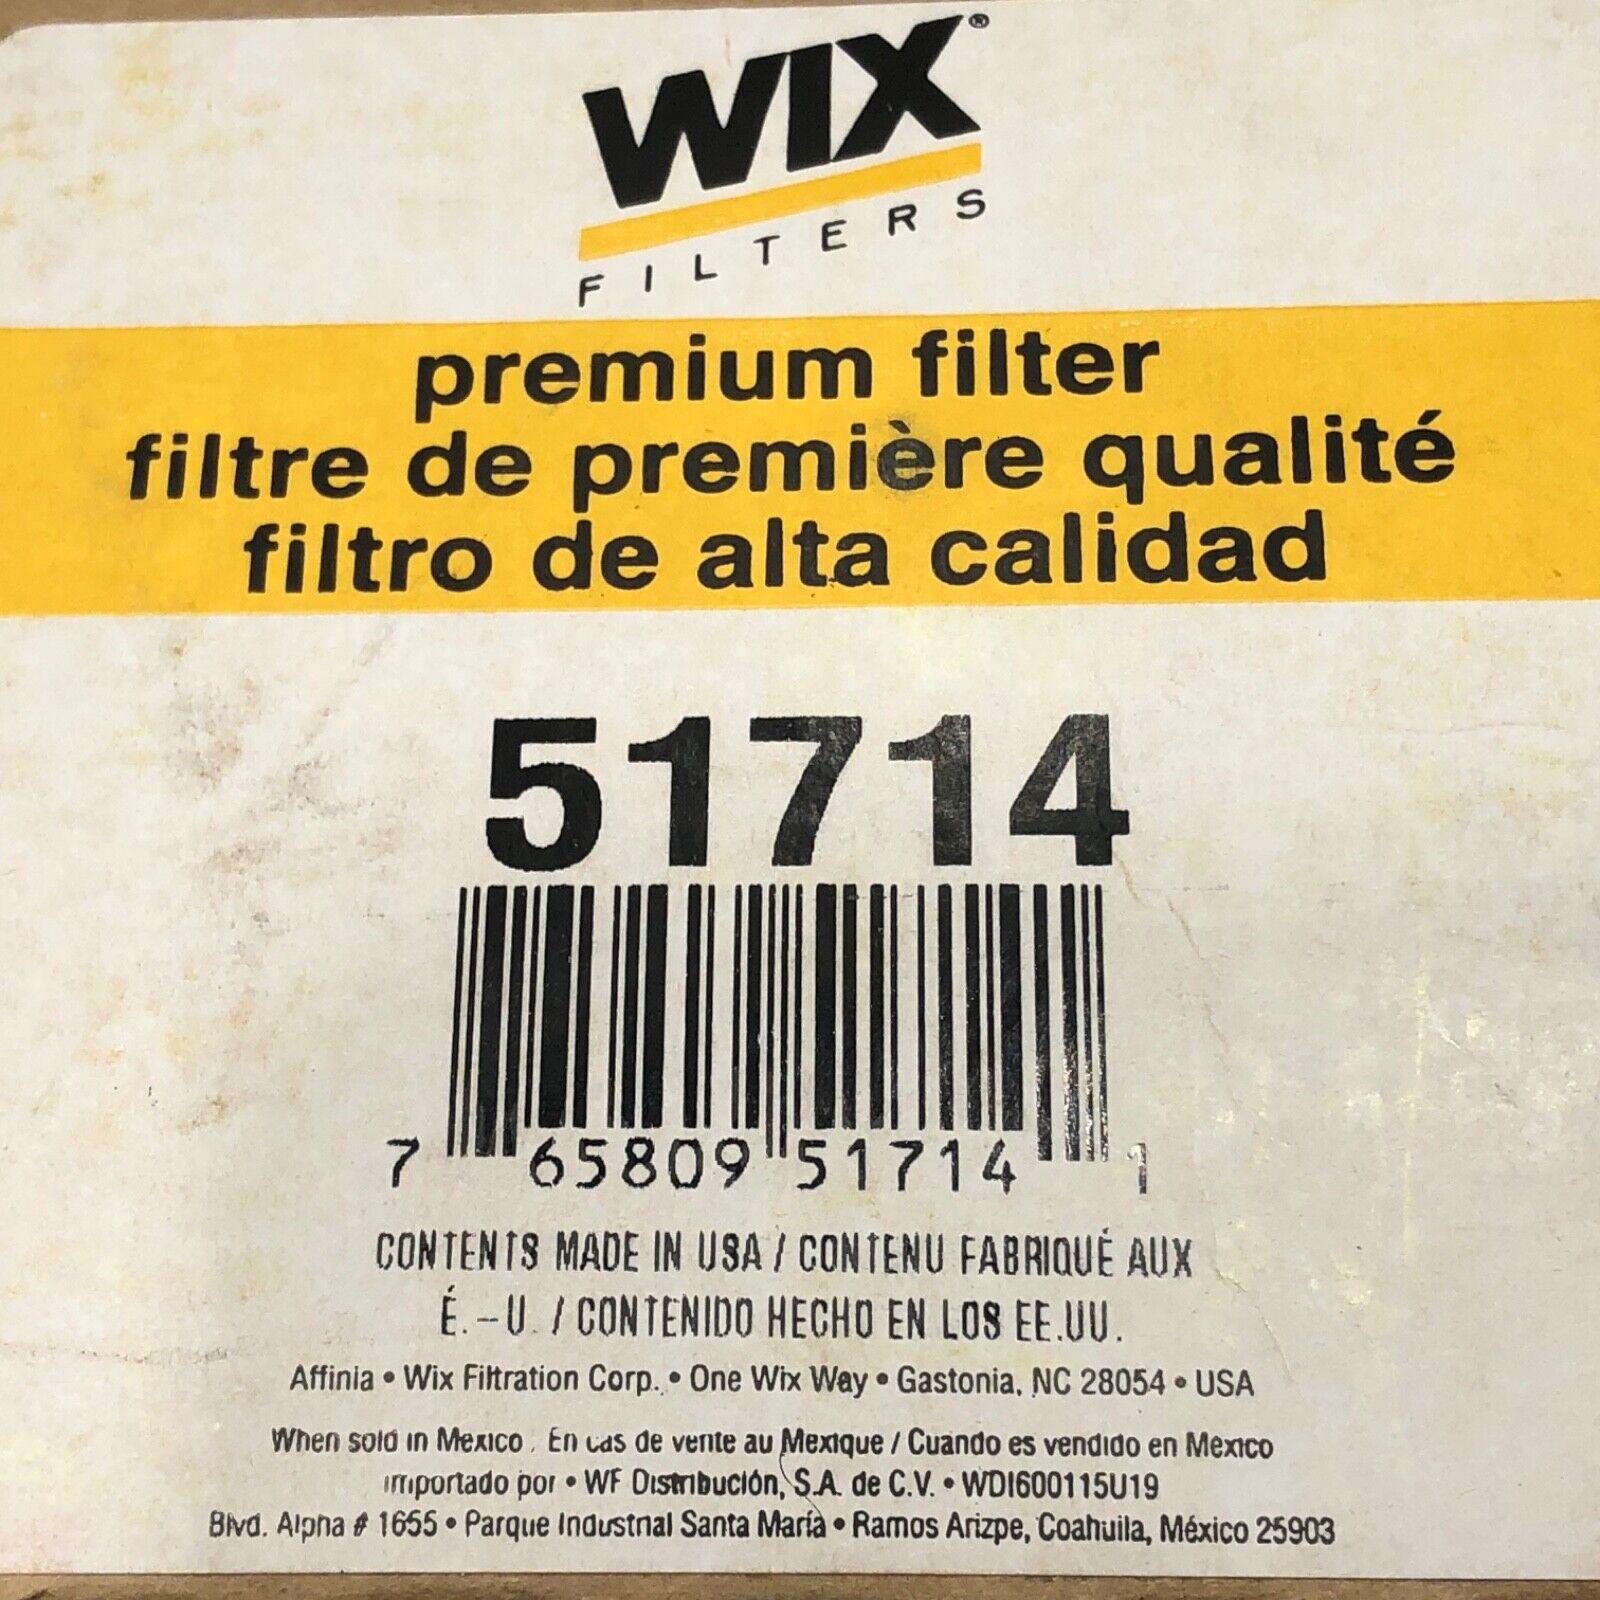 WIX®
FILTERS
premium filter
filtre de première qualité
filtro de alta calidad
51714
7 65809 51714 1
CONTENTS MADE IN USA / CONTENU FABRIQUÉ AUX
É.-U. / CONTENIDO HECHO EN LOS EE.UU.
Affinia • Wix Filtration Corp. • One Wix Way • Gastonia, NC 28054 • USA
When sold in Mexico / En cas de vente au Mexique / Cuando es vendido en Mexico
Importado por • WF Distribución, S.A. de C.V. • WDI600115U19
Blvd. Alpha # 1655 • Parque Industrial Santa María • Ramos Arizpe, Coahuila, México 25903